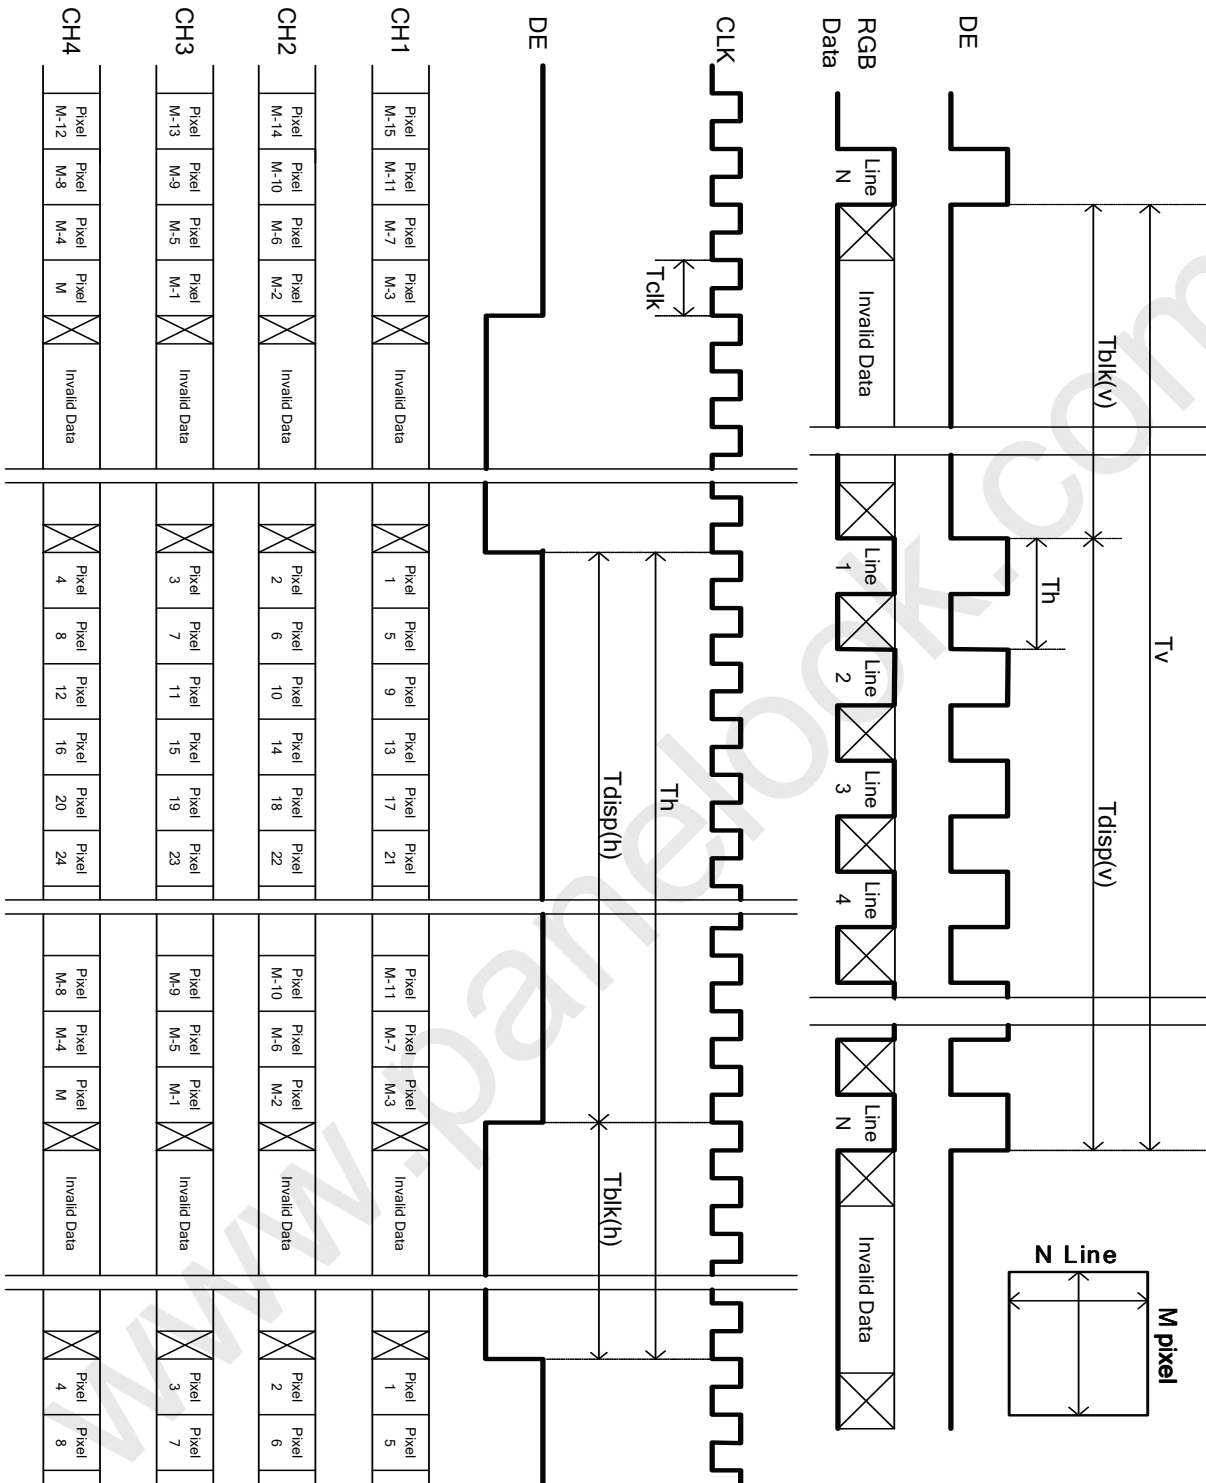 DE
Tv
Tblk(v)
Tdisp(v)
Th
RGB
Data
Line
N
Invalid Data
Line
1
Line
2
Line
3
Line
4
Line
N
Invalid Data
N Line
M pixel
CLK
Tclk
Th
DE
Tdisp(h)
Tblk(h)
CH1
Pixel M-15
Pixel M-11
Pixel M-7
Pixel M-3
Invalid Data
Pixel 1
Pixel 5
Pixel 9
Pixel 13
Pixel 17
Pixel 21
Pixel M-11
Pixel M-7
Pixel M-3
Invalid Data
Pixel 1
Pixel 5
CH2
Pixel M-14
Pixel M-10
Pixel M-6
Pixel M-2
Invalid Data
Pixel 2
Pixel 6
Pixel 10
Pixel 14
Pixel 18
Pixel 22
Pixel M-10
Pixel M-6
Pixel M-2
Invalid Data
Pixel 2
Pixel 6
CH3
Pixel M-13
Pixel M-9
Pixel M-5
Pixel M-1
Invalid Data
Pixel 3
Pixel 7
Pixel 11
Pixel 15
Pixel 19
Pixel 23
Pixel M-9
Pixel M-5
Pixel M-1
Invalid Data
Pixel 3
Pixel 7
CH4
Pixel M-12
Pixel M-8
Pixel M-4
Pixel M
Invalid Data
Pixel 4
Pixel 8
Pixel 12
Pixel 16
Pixel 20
Pixel 24
Pixel M-8
Pixel M-4
Pixel M
Invalid Data
Pixel 4
Pixel 8
www.panelook.com